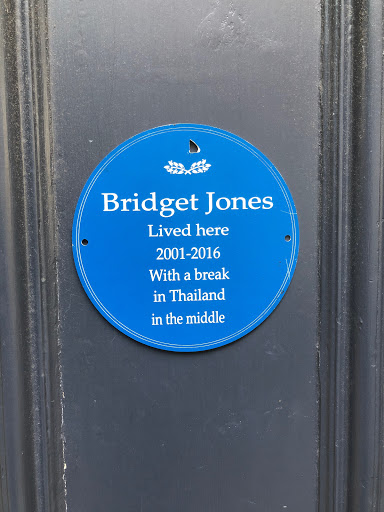 Bridget Jones
Lived here
2001-2016
With a break
in Thailand
in the middle